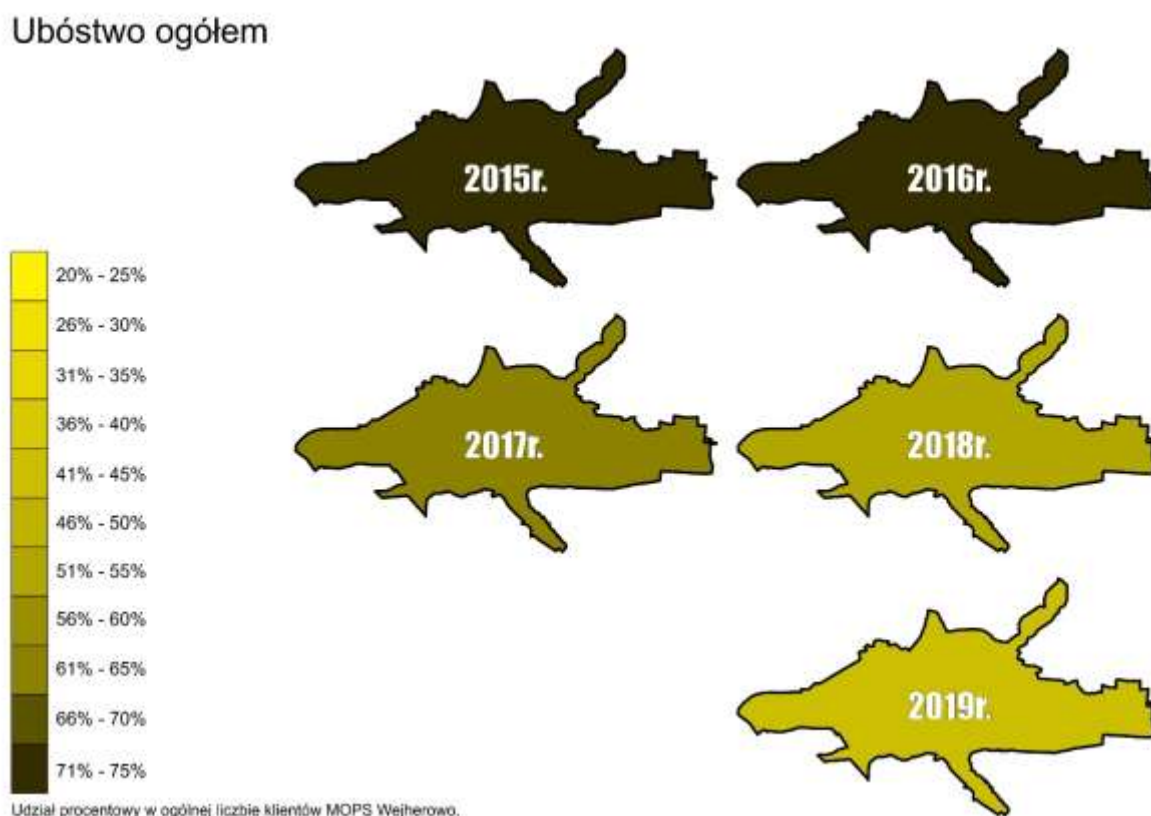 Ubóstwo ogółem
2015r.
2016r.
20% - 25%
26% - 30%
31% - 35%
36% - 40%
41% - 45%
46% - 50%
51% - 55%
56% - 60%
61% - 65%
66% - 70%
71% - 75%
2017r.
2018r.
2019r.
Udział procentowy w ogólnej liczbie klientów MOPS Wejherowo.